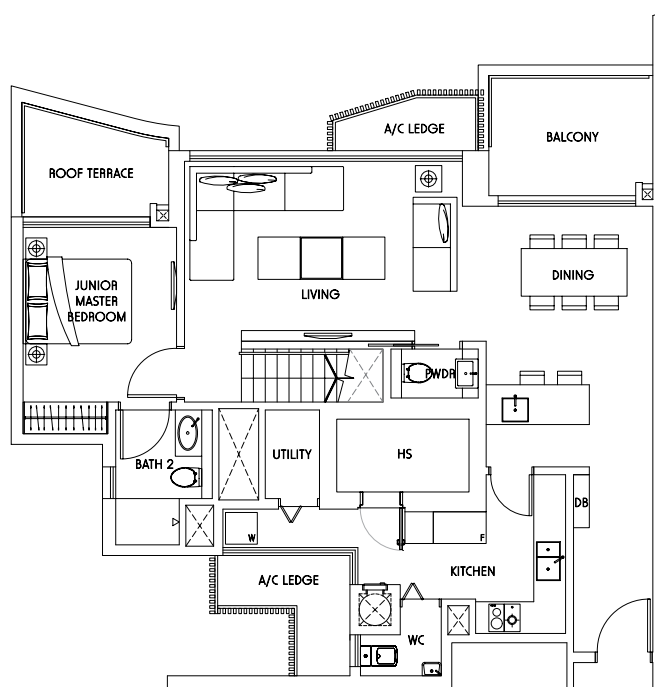 A/C LEDGE
BALCONY
ROOF TERRACE
JUNIOR
MASTER
BEDROOM
LIVING
DINING
PWDR
BATH 2
UTILITY
HS
DB
W
F
A/C LEDGE
KITCHEN
WC